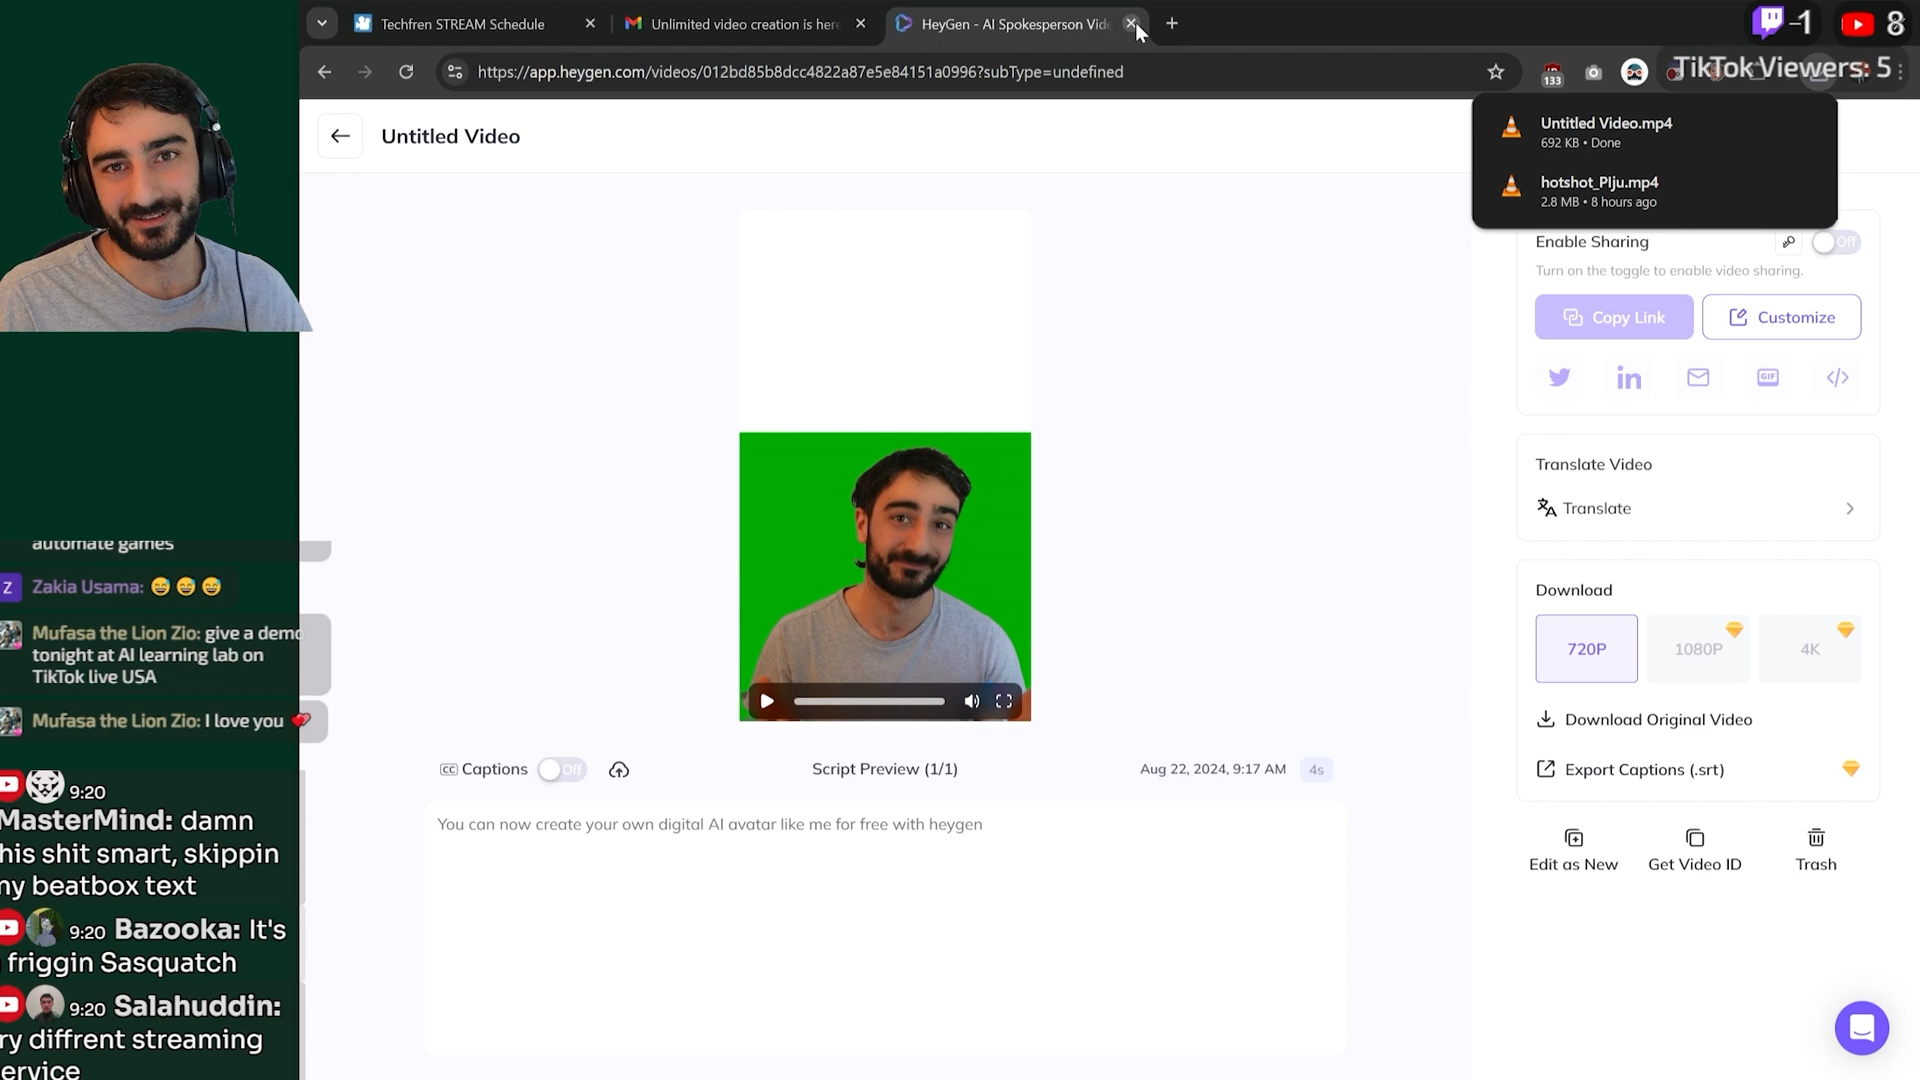 Techfren STREAM Schedule
Unlimited video creation is here
HeyGen - AI Spokesperson Vide
-1
8
https://app.heygen.com/videos/012bd85b8dcc4822a87e5e84151a0996?subType=undefined
133
TikTok Viewers: 5
Untitled Video
Untitled Video.mp4
692 KB • Done
hotshot_PIju.mp4
2.8 MB • 8 hours ago
Enable Sharing
Off
Turn on the toggle to enable video sharing.
Copy Link
Customize
GIF
Translate Video
Translate
Download
720P
1080P
4K
Download Original Video
Export Captions (.srt)
Edit as New
Get Video ID
Trash
CC Captions
Off
Script Preview (1/1)
Aug 22, 2024, 9:17 AM
4s
You can now create your own digital AI avatar like me for free with heygen
automate games
Z
Zakia Usama: 😅 😅 😅
Mufasa the Lion Zio: give a demo
tonight at AI learning lab on
TikTok live USA
Mufasa the Lion Zio: I love you 💕
9:20
MasterMind: damn
his shit smart, skippin
my beatbox text
9:20 Bazooka: It's
friggin Sasquatch
9:20 Salahuddin:
ry diffrent streaming
ervice